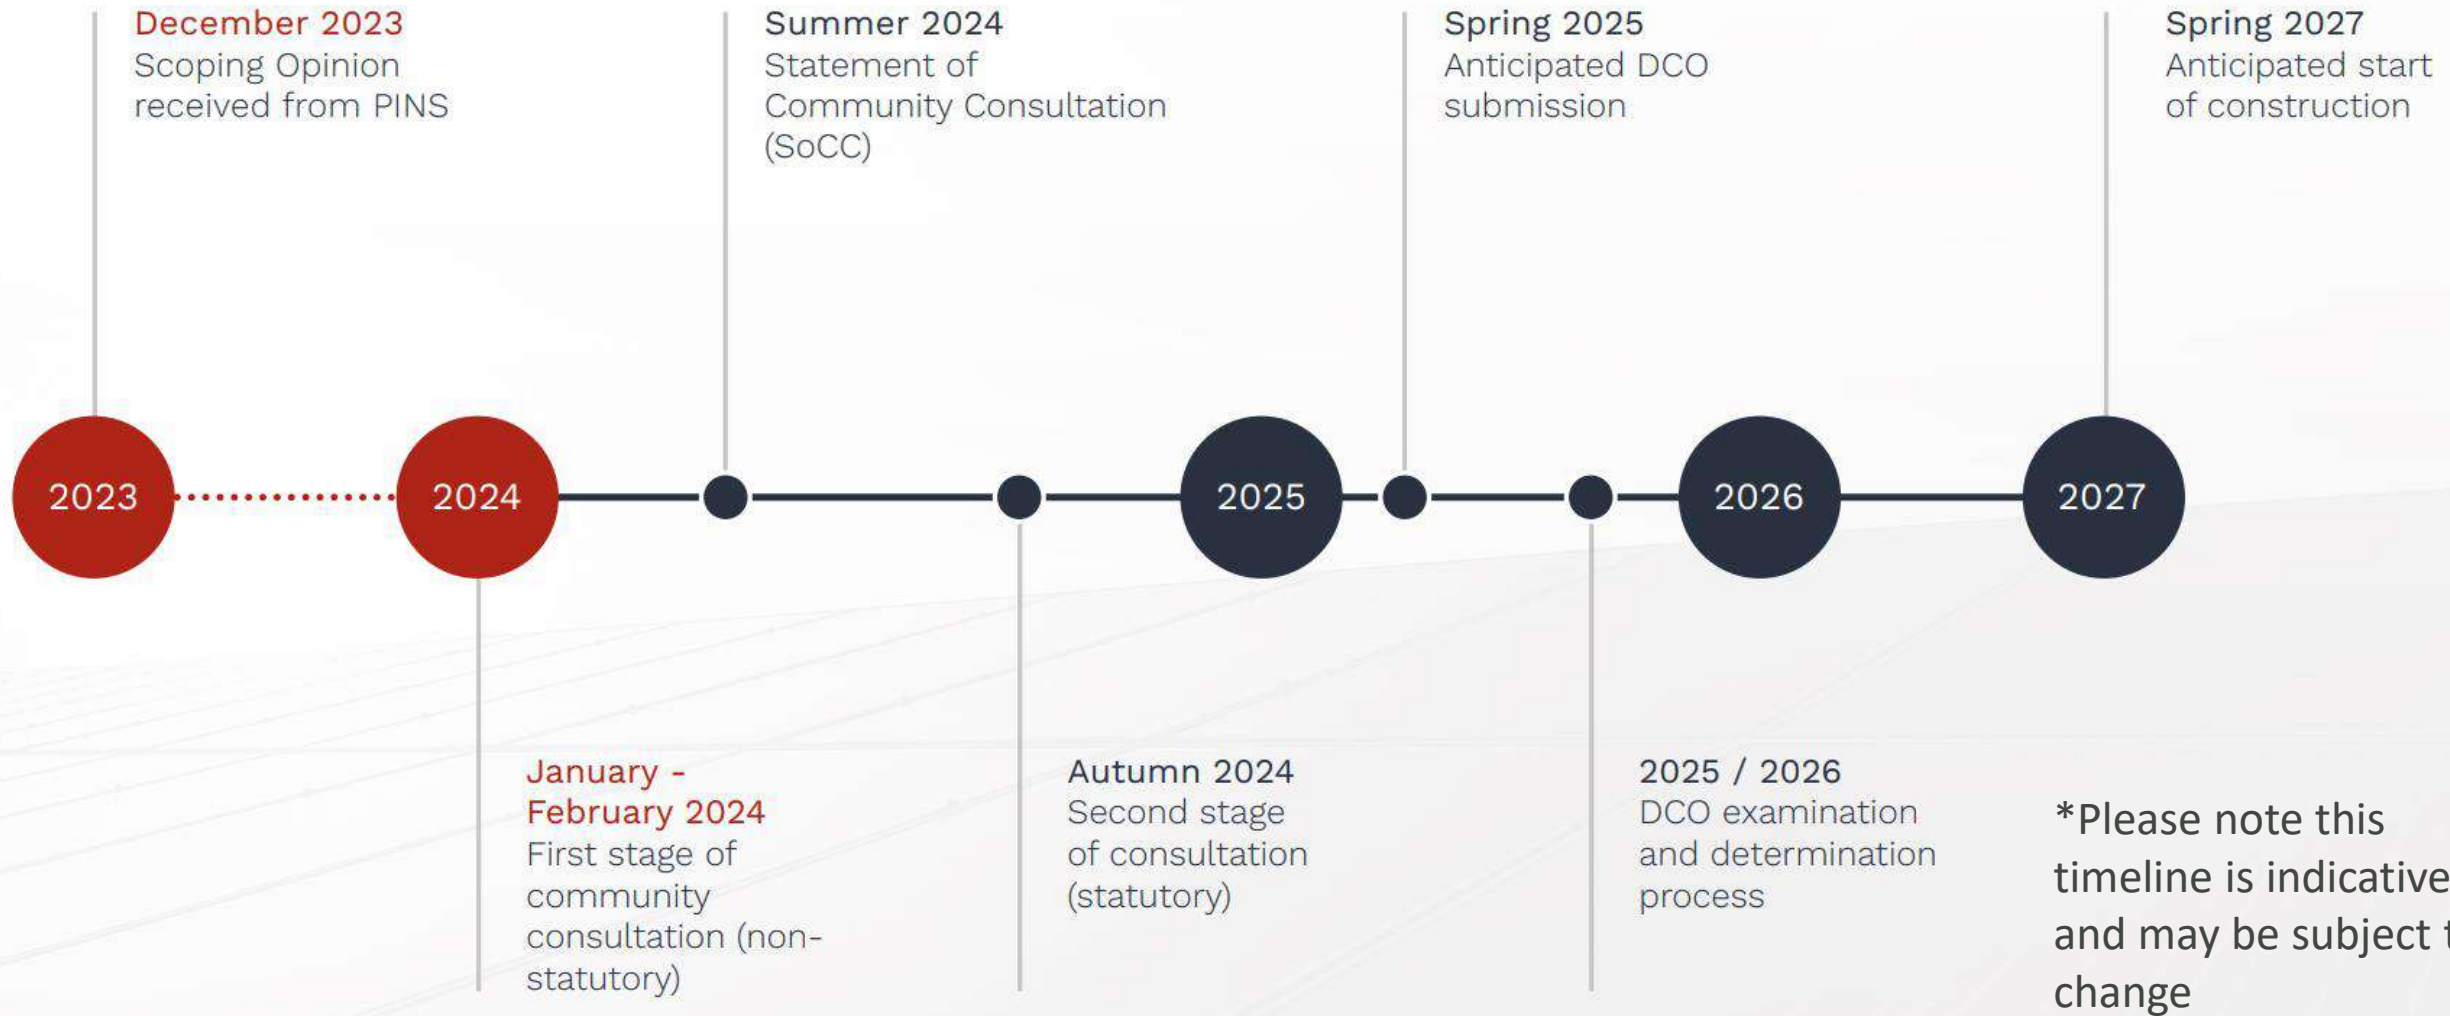 December 2023
Scoping Opinion
received from PINS
Summer 2024
Statement of
Community Consultation
(SoCC)
Spring 2025
Anticipated DCO
submission
Spring 2027
Anticipated start
of construction
2023
2024
2025
2026
2027
January -
February 2024
First stage of
community
consultation (non-
statutory)
Autumn 2024
Second stage
of consultation
(statutory)
2025 / 2026
DCO examination
and determination
process
*Please note this
timeline is indicative
and may be subject
change